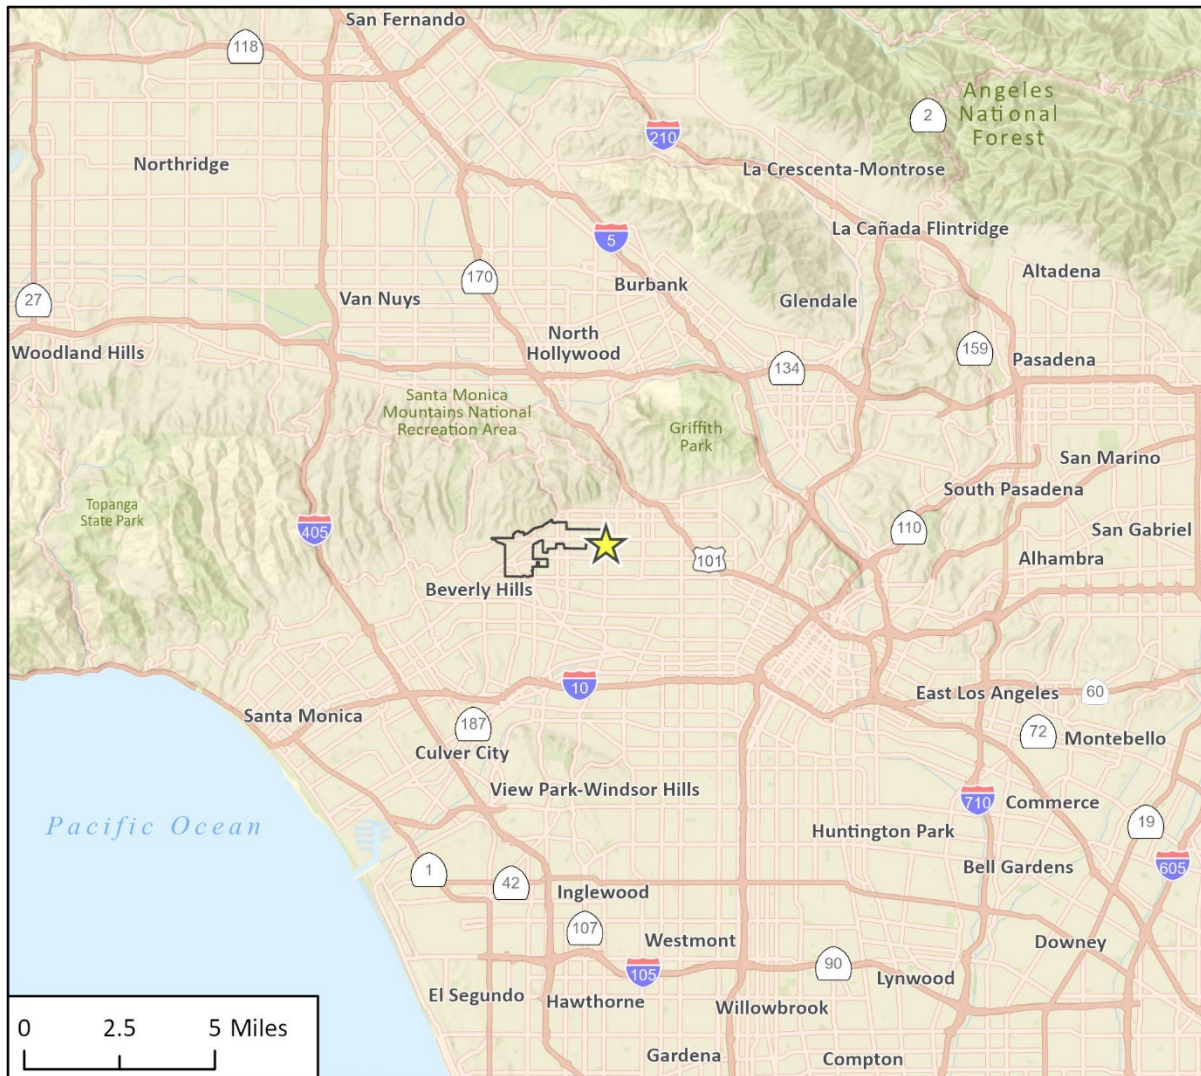 San Fernando
118
Angeles
National
Forest
2
210
Northridge
La Crescenta-Montrose
La Cañada Flintridge
5
Altadena
170
Burbank
27
Van Nuys
Glendale
North
Hollywood
159
Woodland Hills
Pasadena
134
Santa Monica
Mountains National
Recreation Area
Griffith
Park
San Marino
South Pasadena
Topanga
State Park
405
110
San Gabriel
101
Alhambra
Beverly Hills
10
East Los Angeles
60
Santa Monica
187
72
Montebello
Culver City
View Park-Windsor Hills
710
Commerce
Pacific Ocean
Huntington Park
19
Bell Gardens
605
1
42
Inglewood
107
Westmont
Downey
105
90
Lynwood
El Segundo
Hawthorne
Willowbrook
0 2.5 5 Miles
Gardena
Compton